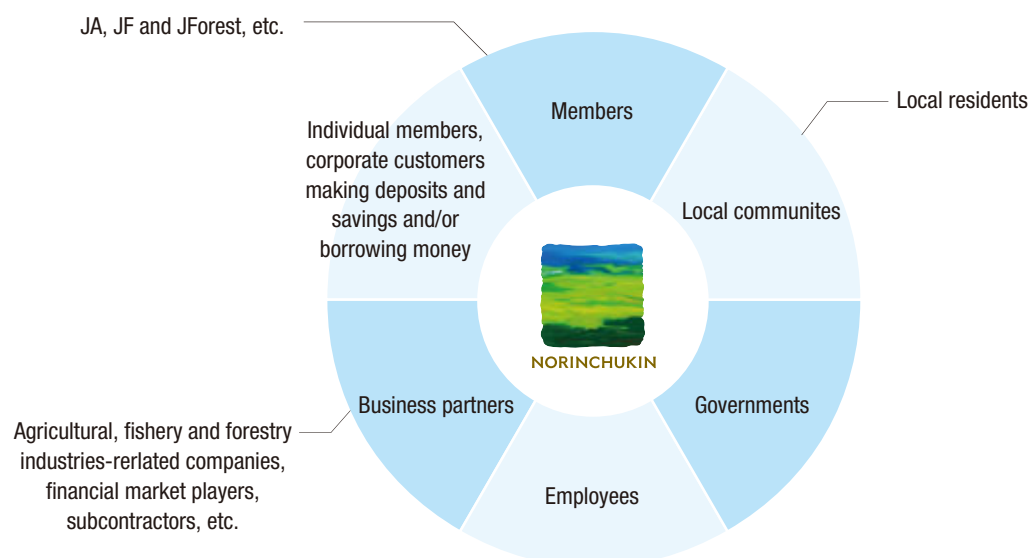 JA, JF and JForest, etc.
Members
Local residents
Individual members,
corporate customers
making deposits and
savings and/or
borrowing money
Local communites
NORINCHUKIN
Business partners
Governments
Agricultural, fishery and forestry
industries-rerlated companies,
financial market players,
subcontractors, etc.
Employees